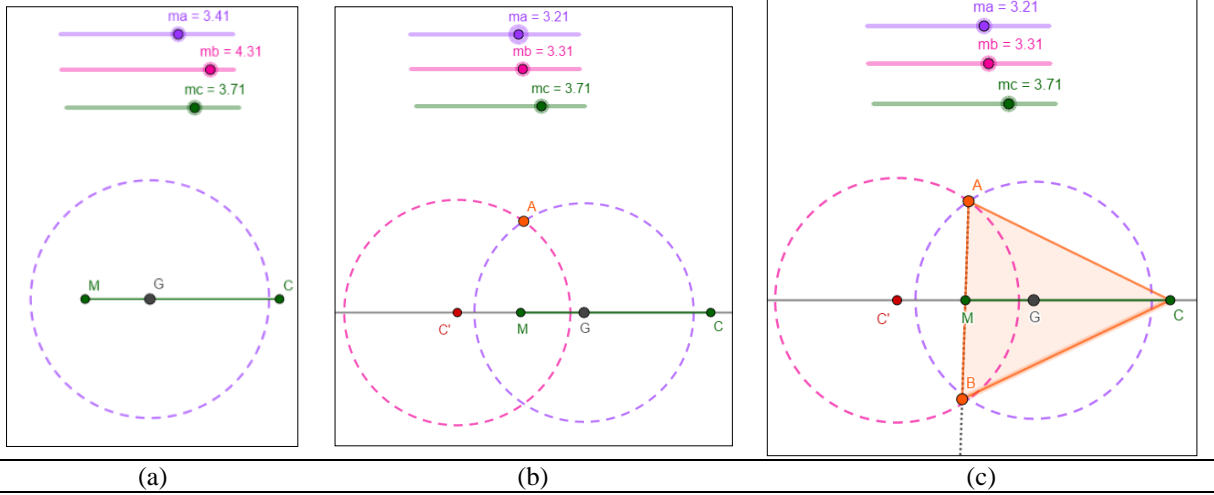 ma = 3.41
mb = 4.31
mc = 3.71
M G C
ma = 3.21
mb = 3.31
mc = 3.71
A
C' M G C
ma = 3.21
mb = 3.31
mc = 3.71
A
C' M G C
B
(a) (b) (c)